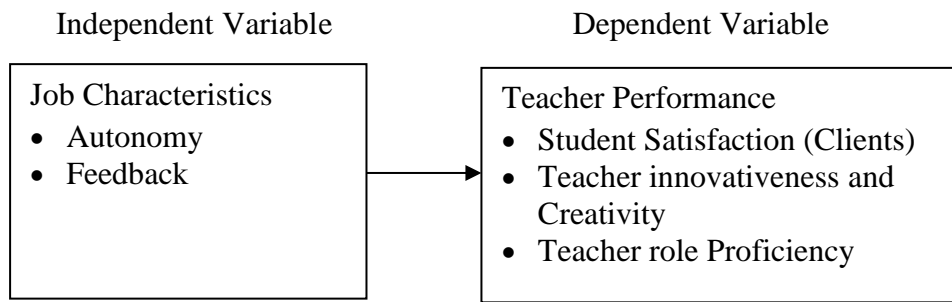 Independent Variable
Dependent Variable
Job Characteristics
• Autonomy
• Feedback
Teacher Performance
• Student Satisfaction (Clients)
• Teacher innovativeness and
Creativity
• Teacher role Proficiency